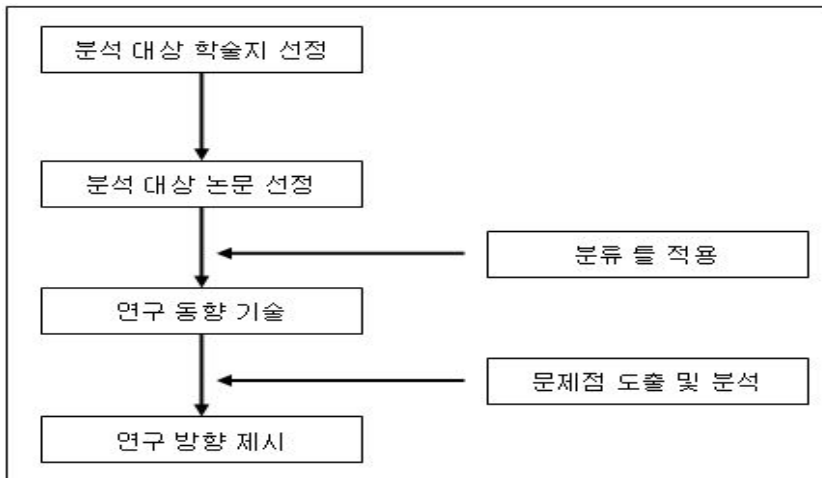 분석 대상 학술지 선정
분석 대상 논문 선정
분류 틀 적용
연구 동향 기술
문제점 도출 및 분석
연구 방향 제시